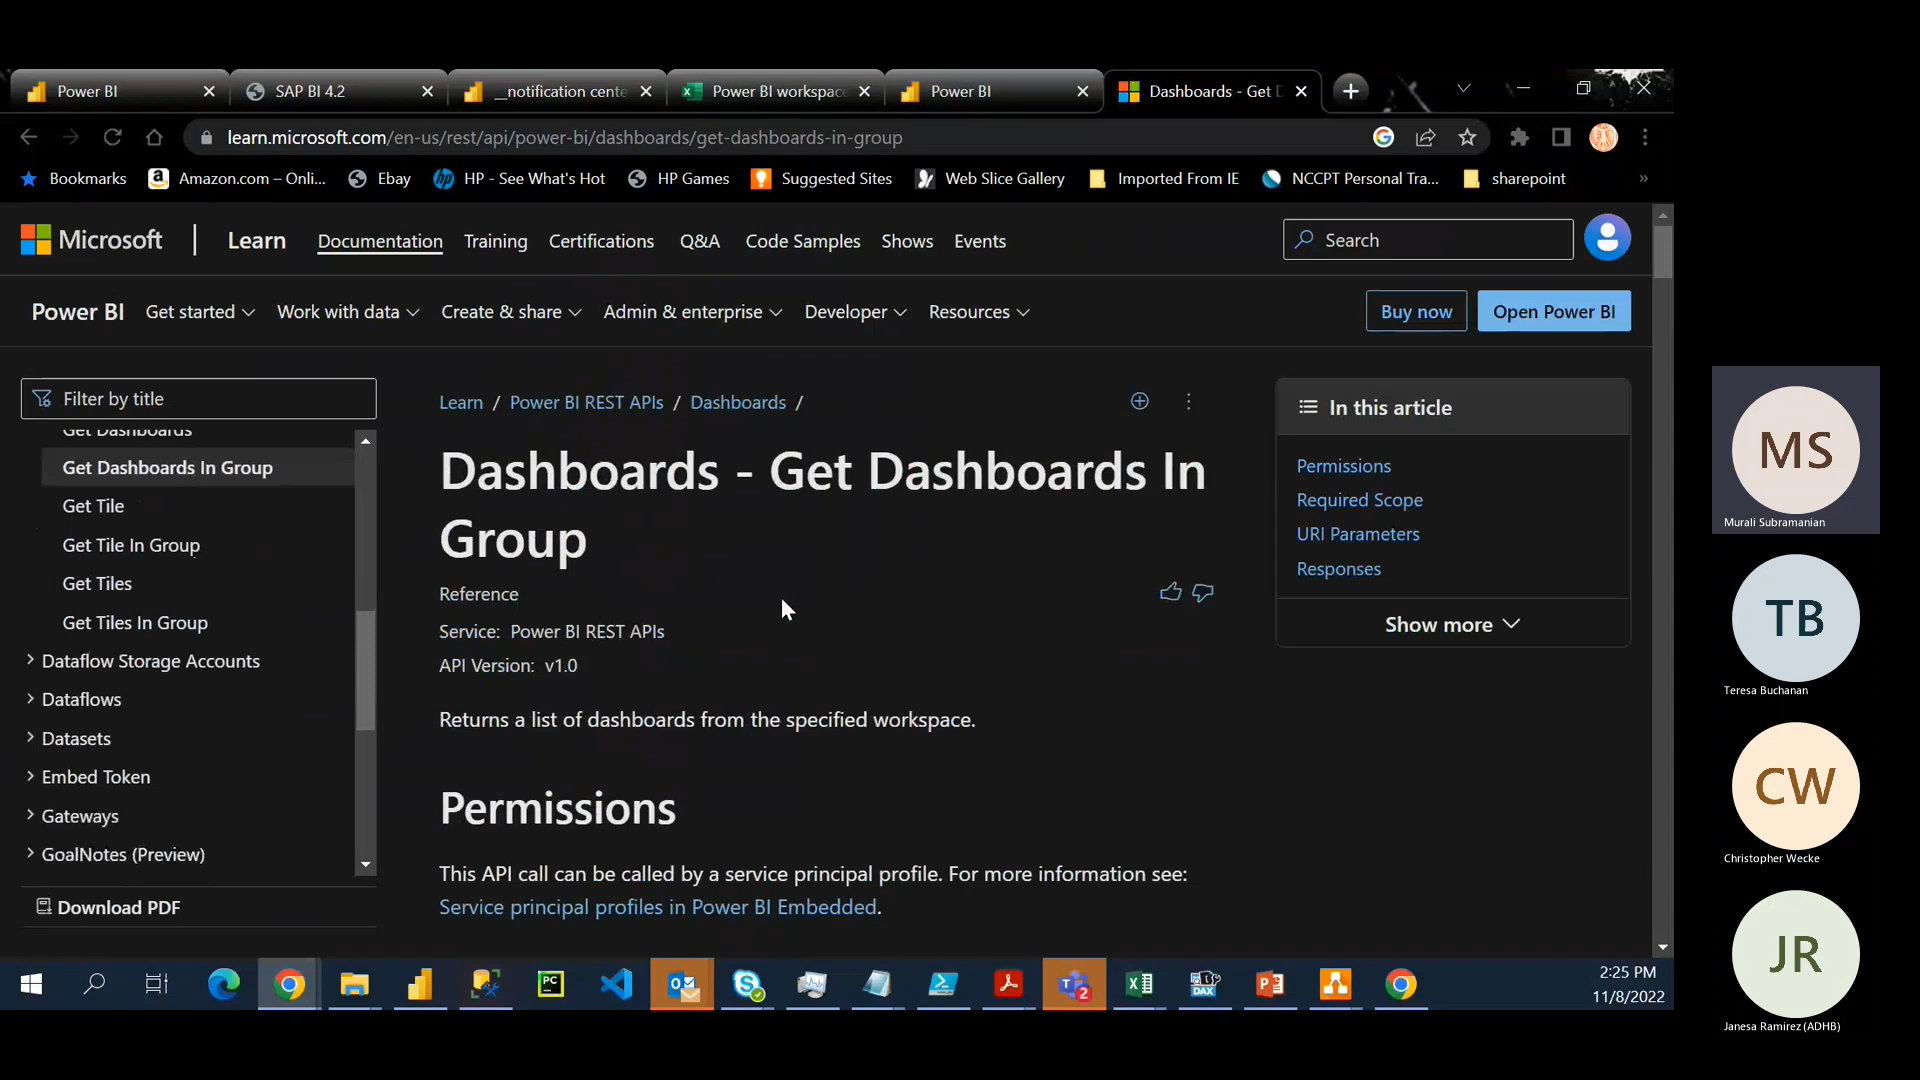 Power BI
SAP BI 4.2
__notification cente
Power BI workspace
Power BI
Dashboards - Get D
learn.microsoft.com/en-us/rest/api/power-bi/dashboards/get-dashboards-in-group
Bookmarks
Amazon.com – Onli...
Ebay
HP - See What's Hot
HP Games
Suggested Sites
Web Slice Gallery
Imported From IE
NCCPT Personal Tra...
sharepoint
»
Microsoft
Learn
Documentation
Training
Certifications
Q&A
Code Samples
Shows
Events
Search
Power BI
Get started
Work with data
Create & share
Admin & enterprise
Developer
Resources
Buy now
Open Power BI
Filter by title
Get Dashboards
Get Dashboards In Group
Get Tile
Get Tile In Group
Get Tiles
Get Tiles In Group
Dataflow Storage Accounts
Dataflows
Datasets
Embed Token
Gateways
GoalNotes (Preview)
Download PDF
Learn / Power BI REST APIs / Dashboards /
Dashboards - Get Dashboards In
Group
Reference
Service: Power BI REST APIs
API Version: v1.0
Returns a list of dashboards from the specified workspace.
Permissions
This API call can be called by a service principal profile. For more information see:
Service principal profiles in Power BI Embedded.
In this article
Permissions
Required Scope
URI Parameters
Responses
Show more
MS
Murali Subramanian
TB
Teresa Buchanan
CW
Christopher Wecke
JR
Janesa Ramirez (ADHB)
PC
2
DAX
2:25 PM
11/8/2022